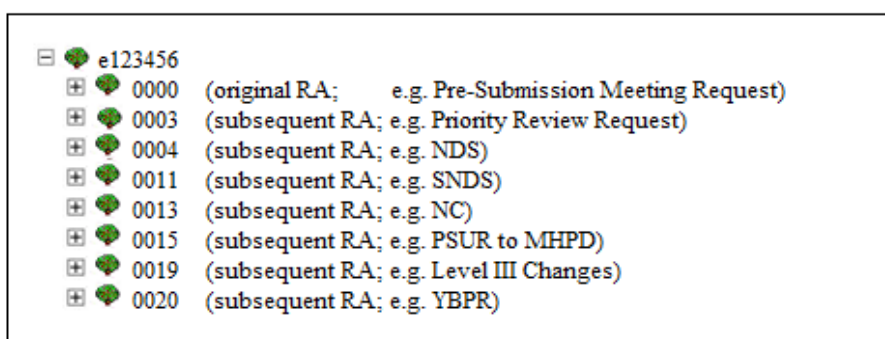 e123456
0000 (original RA; e.g. Pre-Submission Meeting Request)
0003 (subsequent RA; e.g. Priority Review Request)
0004 (subsequent RA; e.g. NDS)
0011 (subsequent RA; e.g. SNDS)
0013 (subsequent RA; e.g. NC)
0015 (subsequent RA; e.g. PSUR to MHPD)
0019 (subsequent RA; e.g. Level III Changes)
0020 (subsequent RA; e.g. YBPR)